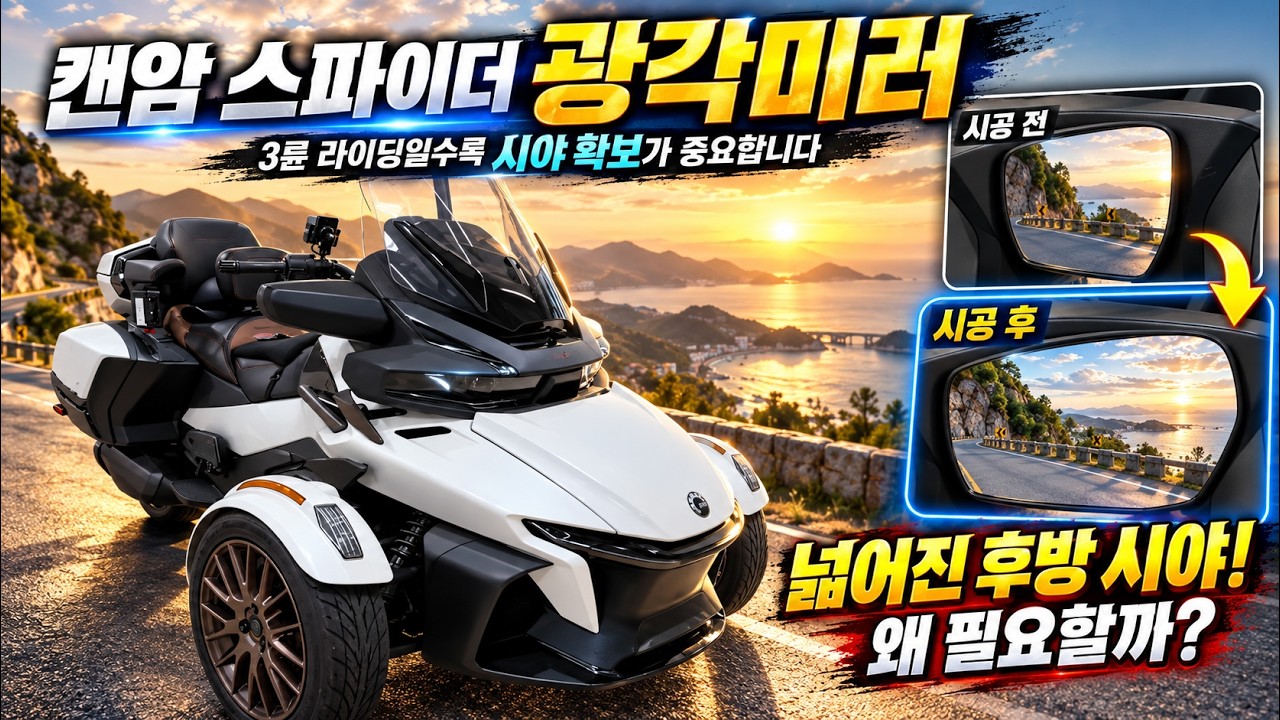 캔암 스파이더 광각미러
3륜 라이딩일수록 시야 확보가 중요합니다
시공 전
시공 후
넓어진 후방 시야!
왜 필요할까?